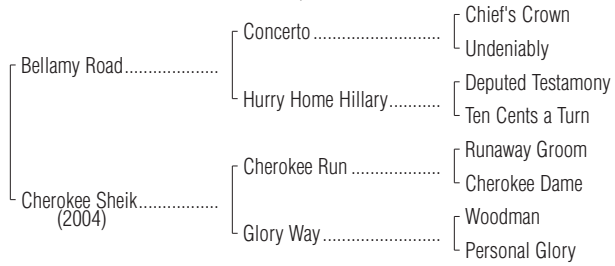 Chief's Crown
Concerto ........................
Undeniably
Bellamy Road...................
Deputed Testamony
Hurry Home Hillary..........
Ten Cents a Turn
Runaway Groom
Cherokee Run .................
Cherokee Dame
Cherokee Sheik................
(2004)
Woodman
Glory Way.......................
Personal Glory